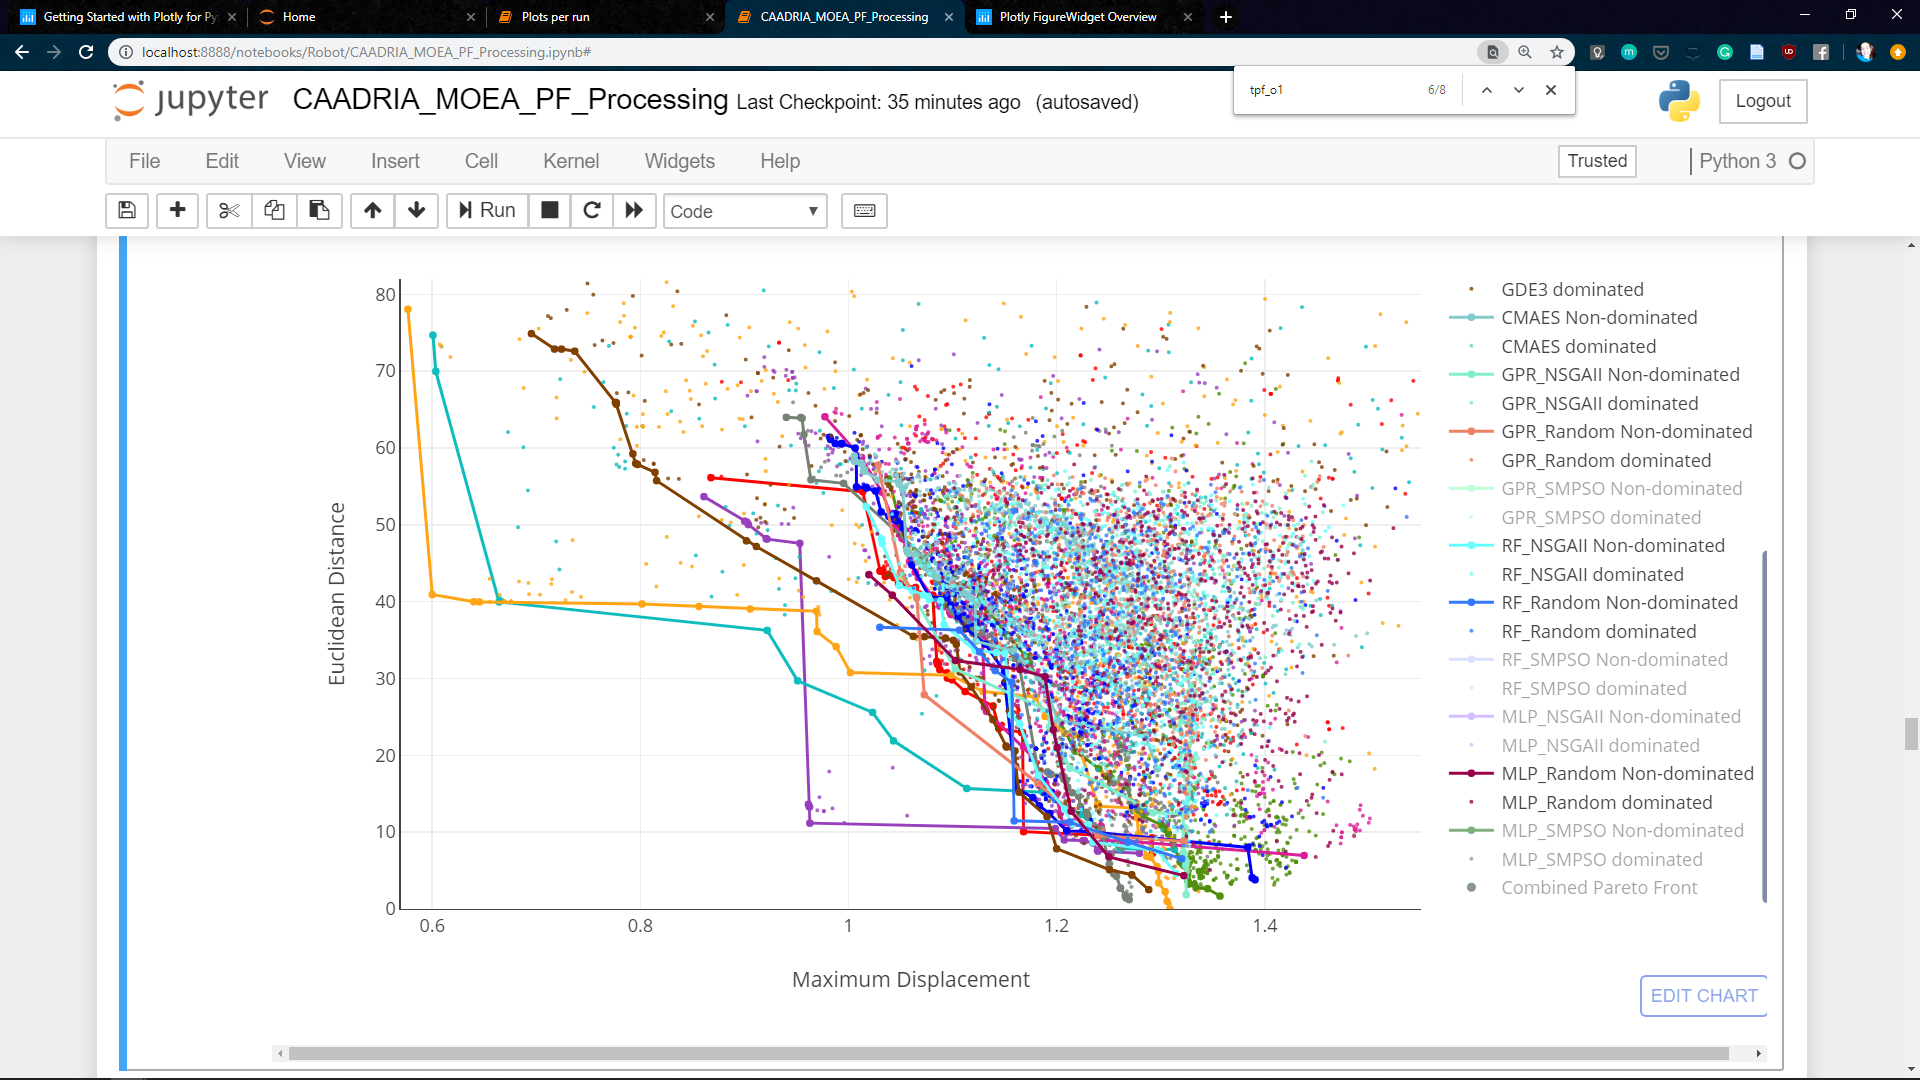 Getting Started with Plotly for Py
Home
Plots per run
CAADRIA_MOEA_PF_Processing
Plotly FigureWidget Overview
localhost:8888/notebooks/Robot/CAADRIA_MOEA_PF_Processing.ipynb#
tpf_o1 6/8
jupyter CAADRIA_MOEA_PF_Processing Last Checkpoint: 35 minutes ago (autosaved)
Logout
File Edit View Insert Cell Kernel Widgets Help
Trusted
Python 3
Run
Code
80
70
60
50
40
30
20
10
0
Euclidean Distance
0.6 0.8 1 1.2 1.4
Maximum Displacement
GDE3 dominated
CMAES Non-dominated
CMAES dominated
GPR_NSGAII Non-dominated
GPR_NSGAII dominated
GPR_Random Non-dominated
GPR_Random dominated
GPR_SMPSO Non-dominated
GPR_SMPSO dominated
RF_NSGAII Non-dominated
RF_NSGAII dominated
RF_Random Non-dominated
RF_Random dominated
RF_SMPSO Non-dominated
RF_SMPSO dominated
MLP_NSGAII Non-dominated
MLP_NSGAII dominated
MLP_Random Non-dominated
MLP_Random dominated
MLP_SMPSO Non-dominated
MLP_SMPSO dominated
Combined Pareto Front
EDIT CHART